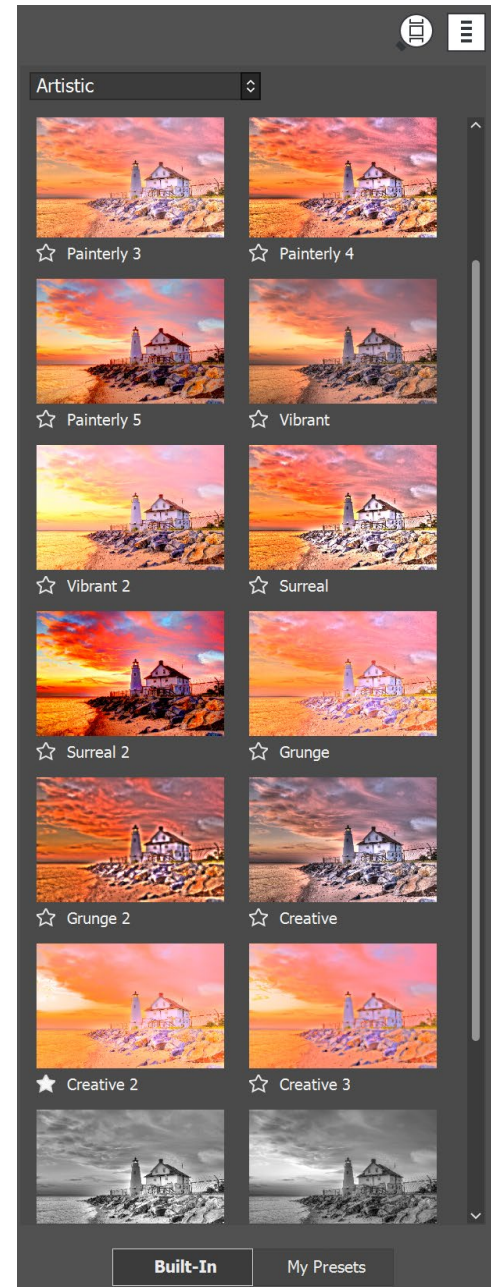 Artistic
Painterly 3
Painterly 4
Painterly 5
Vibrant
Vibrant 2
Surreal
Surreal 2
Grunge
Grunge 2
Creative
Creative 2
Creative 3
Built-In
My Presets